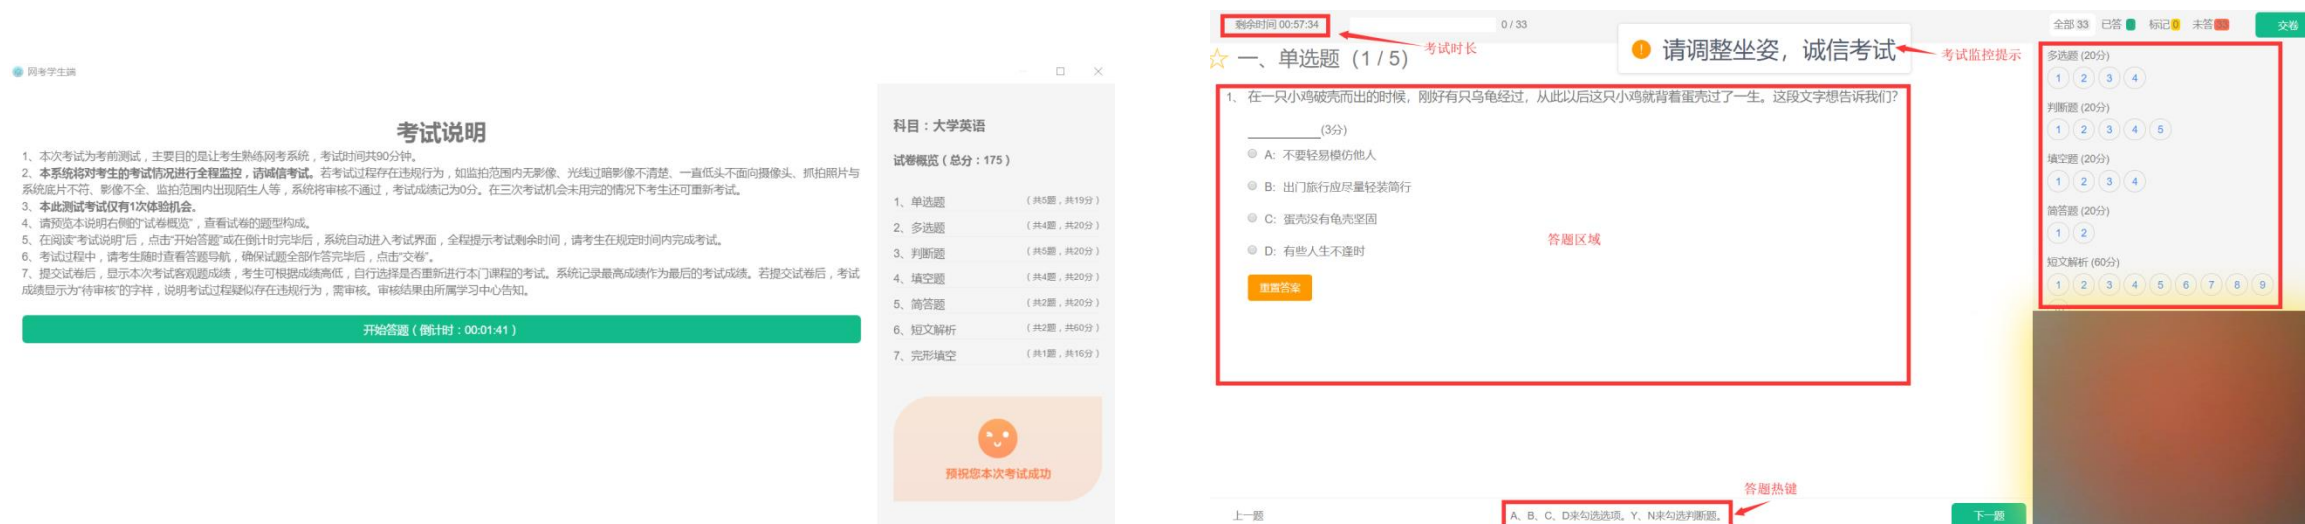 网考学生端
考试说明
1、本次考试为考前测试，主要目的是让考生熟练网考系统，考试时间共90分钟。
2、本系统将对考生的考试情况进行全程监控，请诚信考试。若考试过程存在违规行为，如监拍范围内无影像、光线过暗影像不清楚、一直低头不面向摄像头、抓拍照片与
系统底片不符、影像不全、监拍范围内出现陌生人等，系统将审核不通过，考试成绩记为0分。在三次考试机会未用完的情况下考生还可重新考试。
3、本此测试考试仅有1次体验机会。
4、请预览本说明右侧的“试卷概览”，查看试卷的题型构成。
5、在阅读“考试说明”后，点击“开始答题”或在倒计时完毕后，系统自动进入考试界面，全程提示考试剩余时间，请考生在规定时间内完成考试。
6、考试过程中，请考生随时查看答题导航，确保试题全部作答完毕后，点击“交卷”。
7、提交试卷后，显示本次考试客观题成绩，考生可根据成绩高低，自行选择是否重新进行本门课程的考试。系统记录最高成绩作为最后的考试成绩。若提交试卷后，考试
成绩显示为“待审核”的字样，说明考试过程疑似存在违规行为，需审核。审核结果由所属学习中心告知。
开始答题（倒计时：00:01:41）
科目：大学英语
试卷概览（总分：175）
1、单选题 （共5题，共19分）
2、多选题 （共4题，共20分）
3、判断题 （共5题，共20分）
4、填空题 （共4题，共20分）
5、简答题 （共2题，共20分）
6、短文解析 （共2题，共60分）
7、完形填空 （共1题，共16分）
预祝您本次考试成功
剩余时间 00:57:34
0 / 33
考试时长
请调整坐姿，诚信考试
考试监控提示
全部 33 已答 标记0 未答33
交卷
一、单选题（1 / 5）
1、在一只小鸡破壳而出的时候，刚好有只乌龟经过，从此以后这只小鸡就背着蛋壳过了一生。这段文字想告诉我们？
__________(3分)
A: 不要轻易模仿他人
B: 出门旅行应尽量轻装简行
C: 蛋壳没有龟壳坚固
D: 有些人生不逢时
答题区域
重置答案
多选题 (20分)
1 2 3 4
判断题 (20分)
1 2 3 4 5
填空题 (20分)
1 2 3 4
简答题 (20分)
1 2
短文解析 (60分)
1 2 3 4 5 6 7 8 9
答题热键
上一题
A、B、C、D来勾选选项。Y、N来勾选判断题。
下一题